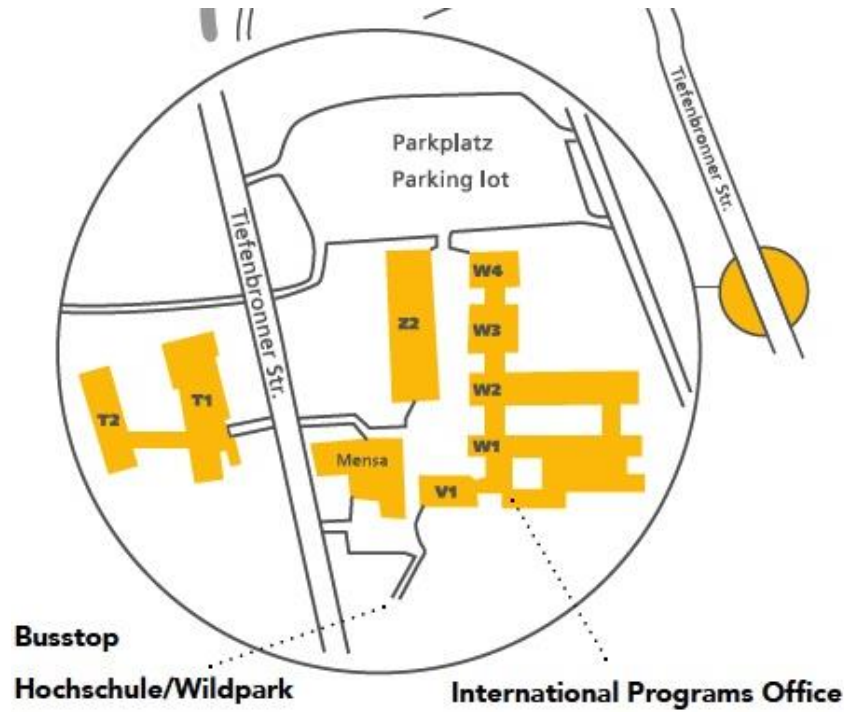 Tiefenbronner Str.
Parkplatz
Parking lot
Tiefenbronner Str.
W4
Z2
W3
W2
T1
T2
W1
Mensa
V1
Busstop
Hochschule/Wildpark
International Programs Office